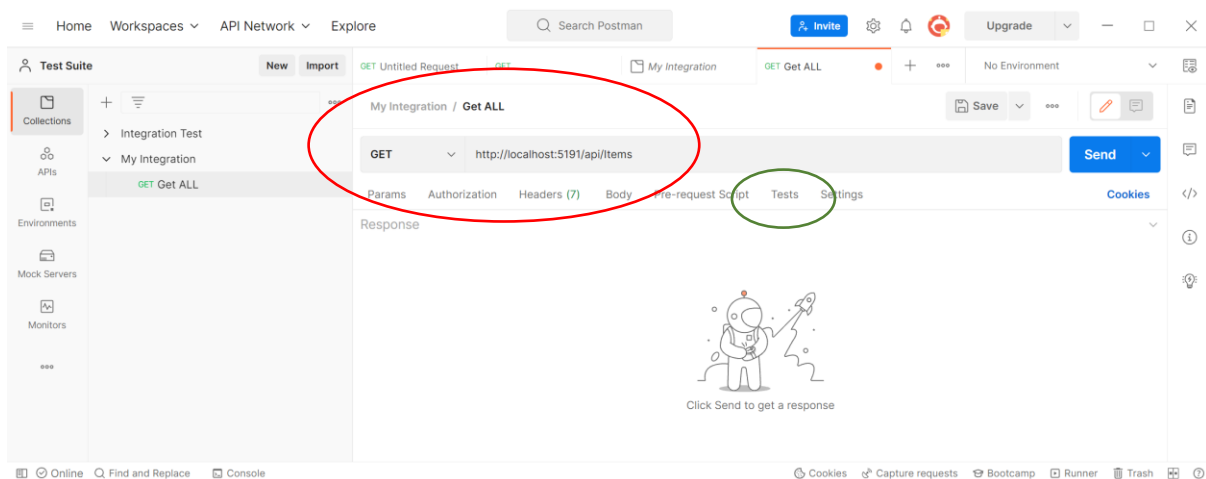 Home Workspaces API Network Explore Search Postman Invite Upgrade
Test Suite New Import GET Untitled Request GET My Integration GET Get ALL No Environment
Collections
My Integration / Get ALL Save
Integration Test
My Integration
GET http://localhost:5191/api/Items Send
APIs
GET Get ALL
Params Authorization Headers (7) Body Pre-request Script Tests Settings Cookies
Environments
Response
Mock Servers
Monitors
Click Send to get a response
Online Find and Replace Console Cookies Capture requests Bootcamp Runner Trash